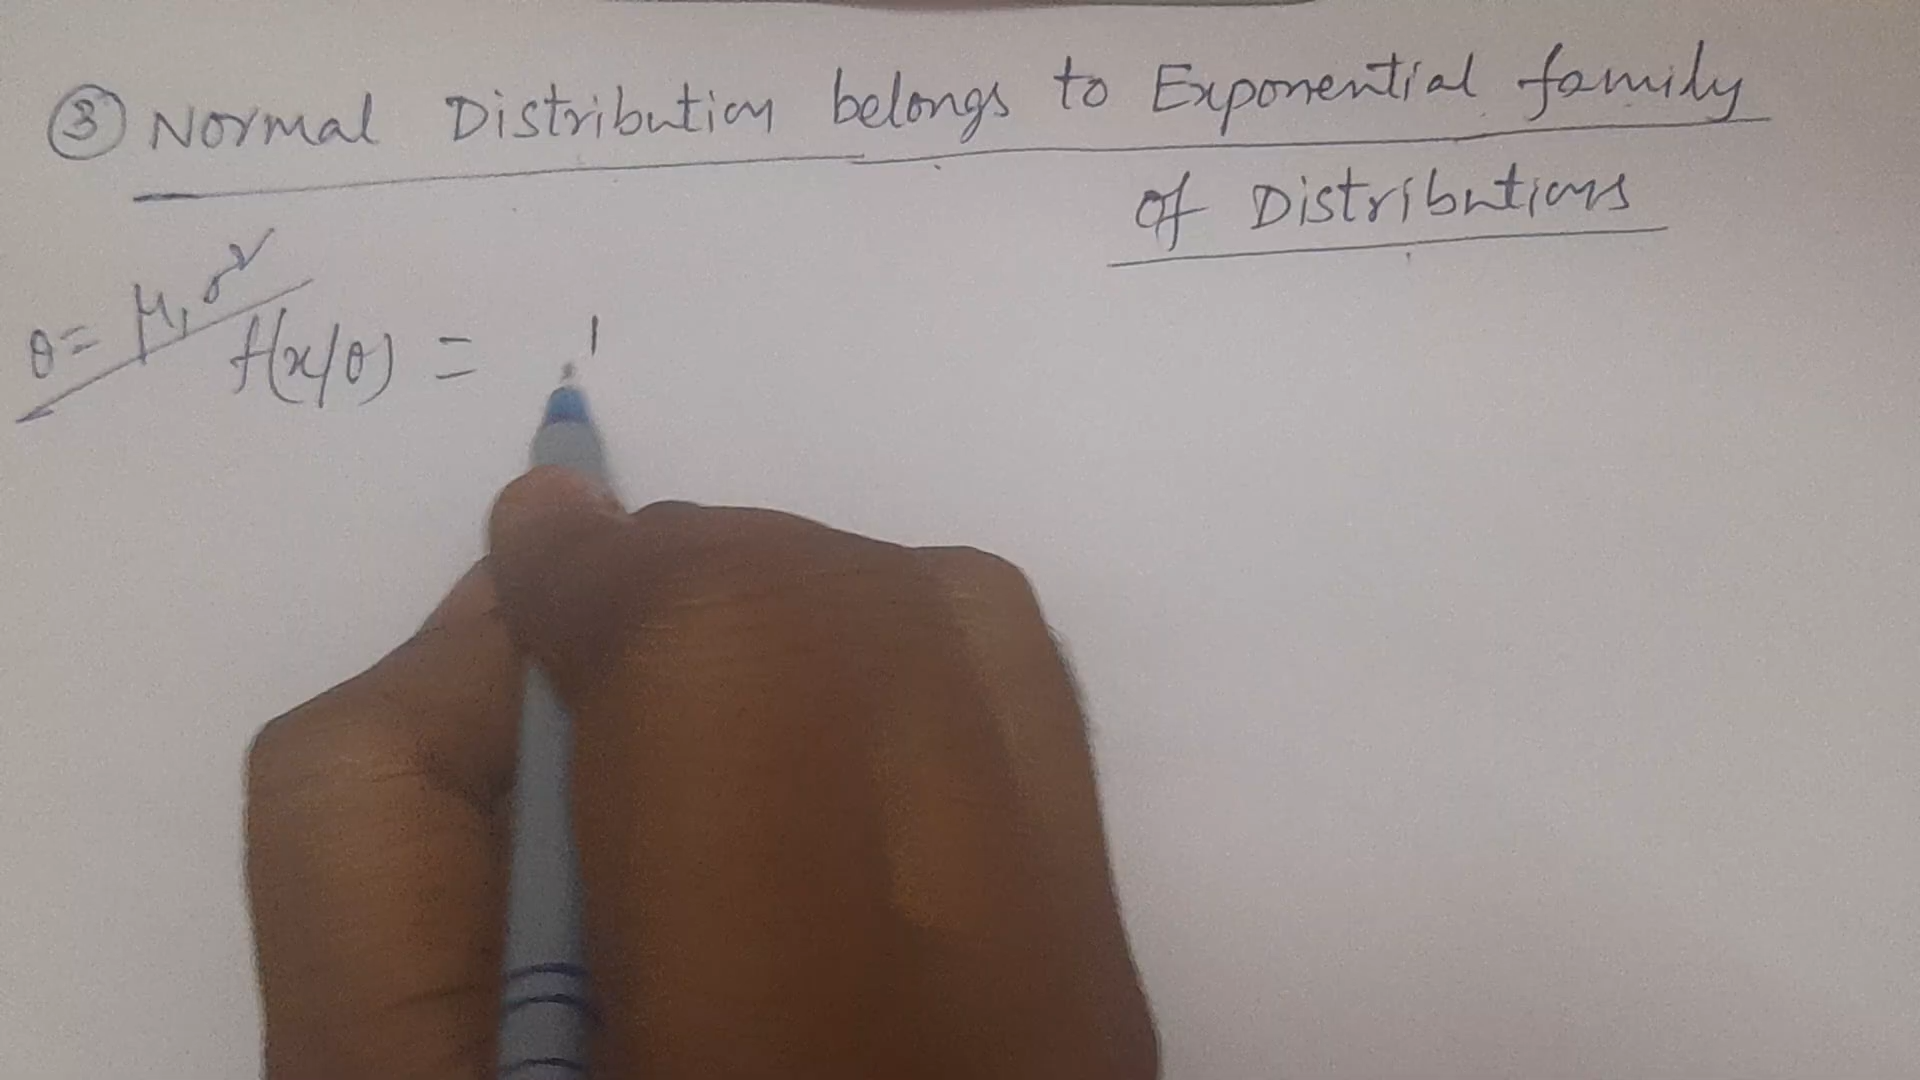 ③ Normal Distribution belongs to Exponential family
of Distributions
θ = μ, σ²
f(x/θ) = 1